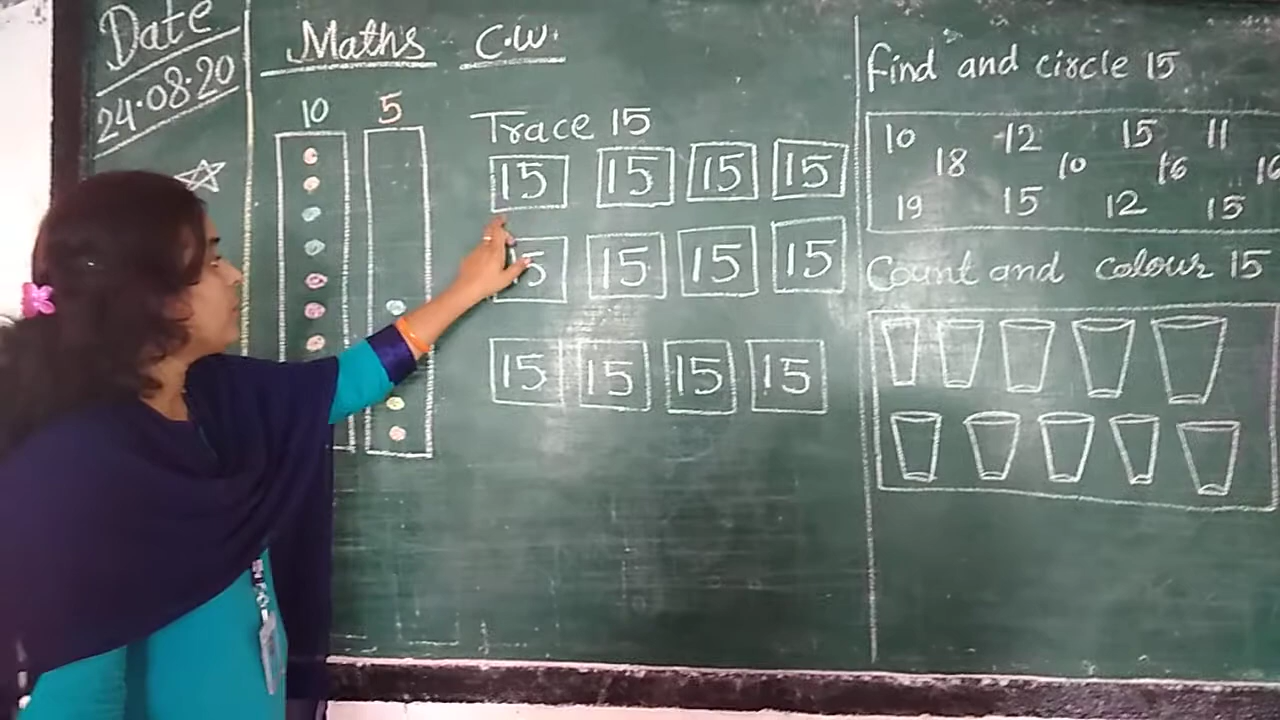 Date
24.08.20
Maths C.W.
10 5
Trace 15
15 15 15 15
15 15 15 15
15 15 15 15
find and circle 15
10 12 15 11
18 10 16 16
19 15 12 15
Count and colour 15